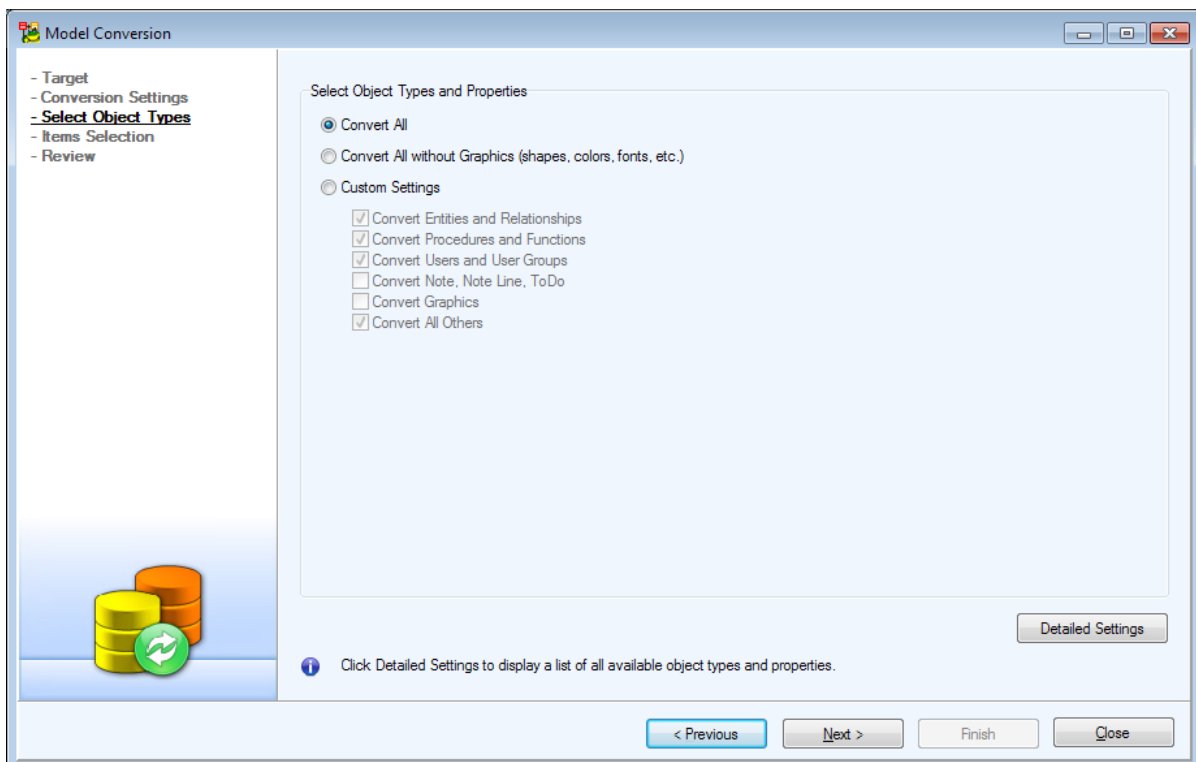 Model Conversion
- Target
- Conversion Settings
- Select Object Types
- Items Selection
- Review
Select Object Types and Properties
Convert All
Convert All without Graphics (shapes, colors, fonts, etc.)
Custom Settings
Convert Entities and Relationships
Convert Procedures and Functions
Convert Users and User Groups
Convert Note, Note Line, ToDo
Convert Graphics
Convert All Others
Detailed Settings
Click Detailed Settings to display a list of all available object types and properties.
< Previous
Next >
Finish
Close